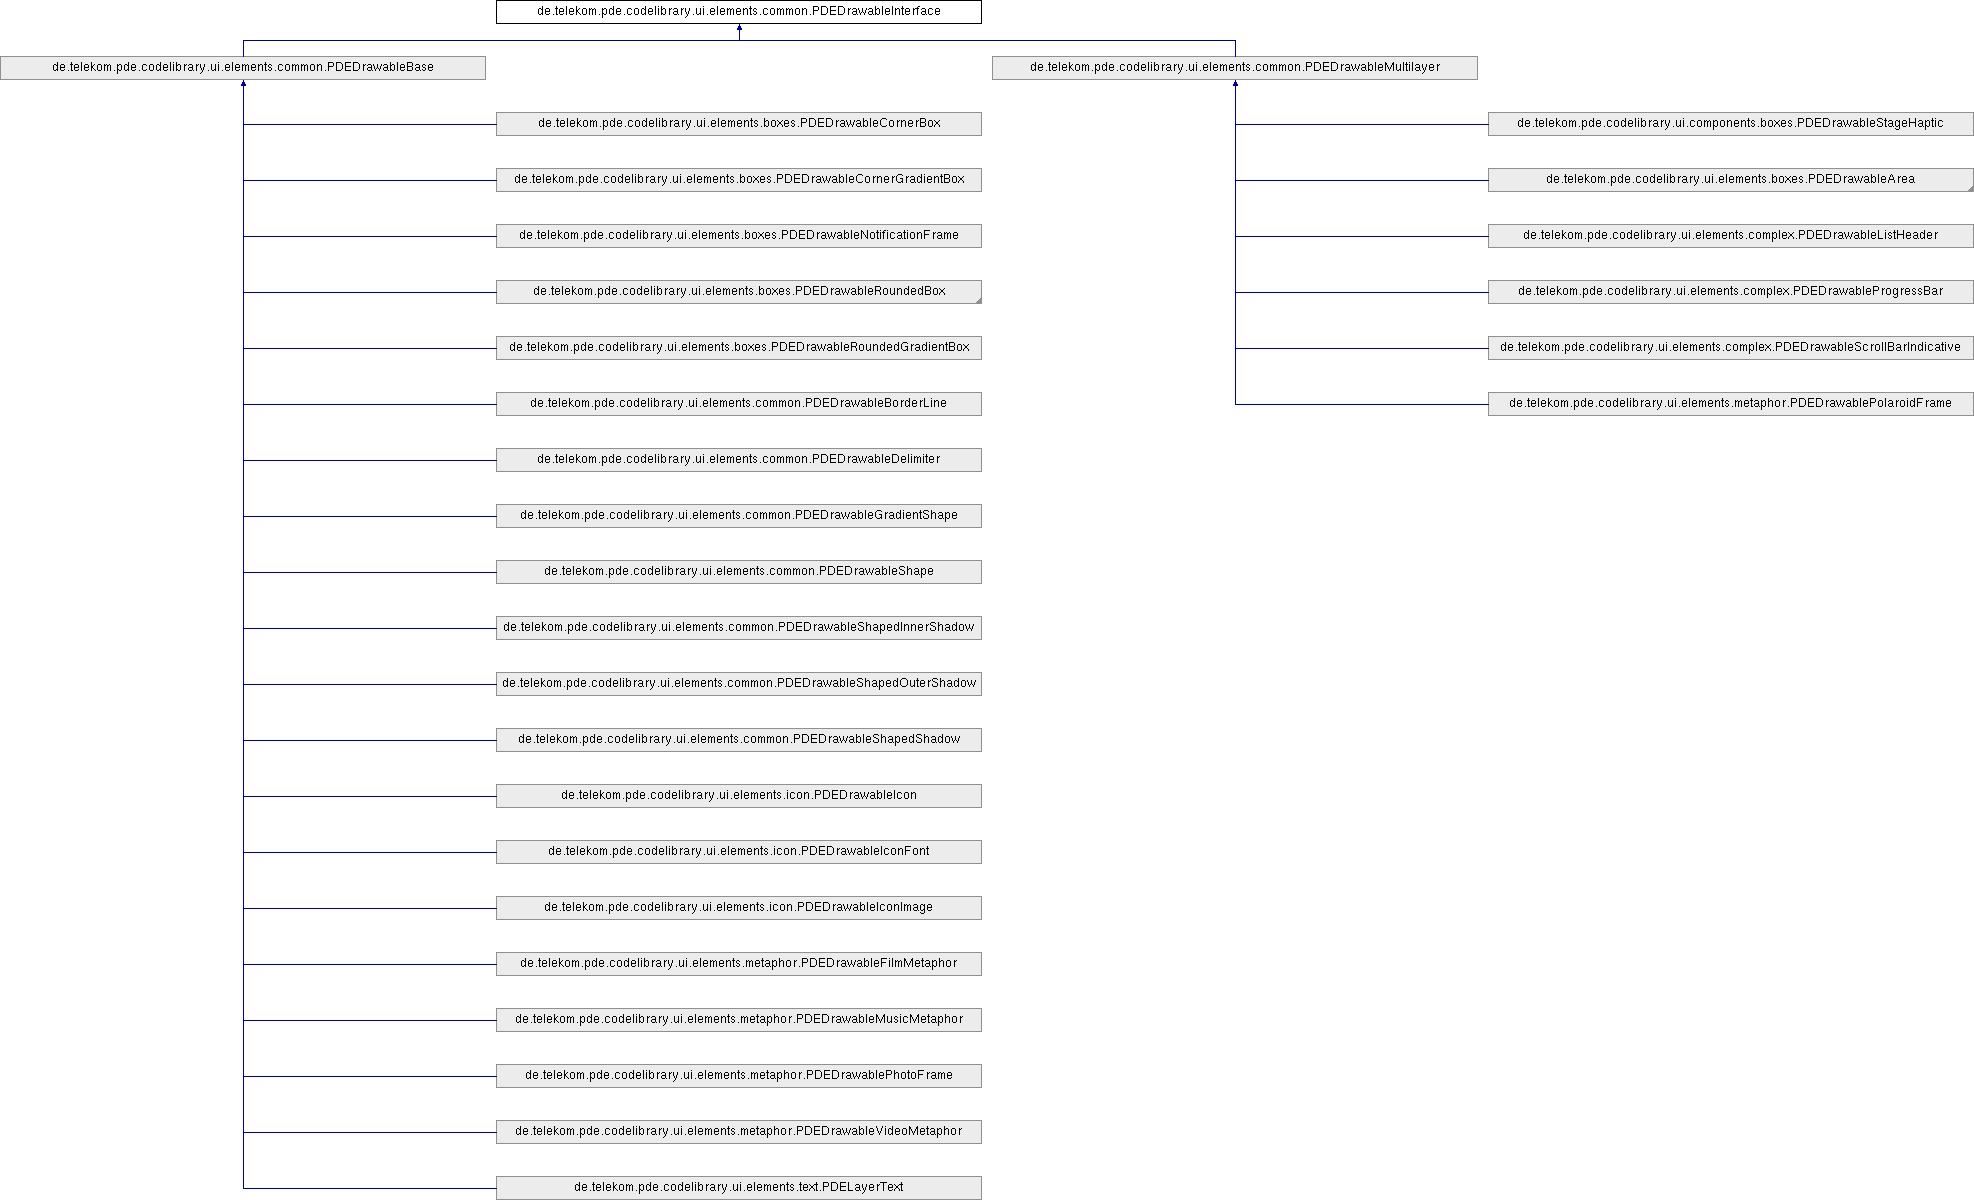 de.telekom.pde.codelibrary.ui.elements.common.PDEDrawableInterface
de.telekom.pde.codelibrary.ui.elements.common.PDEDrawableBase
de.telekom.pde.codelibrary.ui.elements.common.PDEDrawableMultilayer
de.telekom.pde.codelibrary.ui.elements.boxes.PDEDrawableCornerBox
de.telekom.pde.codelibrary.ui.components.boxes.PDEDrawableStageHaptic
de.telekom.pde.codelibrary.ui.elements.boxes.PDEDrawableCornerGradientBox
de.telekom.pde.codelibrary.ui.elements.boxes.PDEDrawableArea
de.telekom.pde.codelibrary.ui.elements.boxes.PDEDrawableNotificationFrame
de.telekom.pde.codelibrary.ui.elements.complex.PDEDrawableListHeader
de.telekom.pde.codelibrary.ui.elements.boxes.PDEDrawableRoundedBox
de.telekom.pde.codelibrary.ui.elements.complex.PDEDrawableProgressBar
de.telekom.pde.codelibrary.ui.elements.boxes.PDEDrawableRoundedGradientBox
de.telekom.pde.codelibrary.ui.elements.complex.PDEDrawableScrollBarIndicative
de.telekom.pde.codelibrary.ui.elements.common.PDEDrawableBorderLine
de.telekom.pde.codelibrary.ui.elements.metaphor.PDEDrawablePolaroidFrame
de.telekom.pde.codelibrary.ui.elements.common.PDEDrawableDelimiter
de.telekom.pde.codelibrary.ui.elements.common.PDEDrawableGradientShape
de.telekom.pde.codelibrary.ui.elements.common.PDEDrawableShape
de.telekom.pde.codelibrary.ui.elements.common.PDEDrawableShapedInnerShadow
de.telekom.pde.codelibrary.ui.elements.common.PDEDrawableShapedOuterShadow
de.telekom.pde.codelibrary.ui.elements.common.PDEDrawableShapedShadow
de.telekom.pde.codelibrary.ui.elements.icon.PDEDrawableIcon
de.telekom.pde.codelibrary.ui.elements.icon.PDEDrawableIconFont
de.telekom.pde.codelibrary.ui.elements.icon.PDEDrawableIconImage
de.telekom.pde.codelibrary.ui.elements.metaphor.PDEDrawableFilmMetaphor
de.telekom.pde.codelibrary.ui.elements.metaphor.PDEDrawableMusicMetaphor
de.telekom.pde.codelibrary.ui.elements.metaphor.PDEDrawablePhotoFrame
de.telekom.pde.codelibrary.ui.elements.metaphor.PDEDrawableVideoMetaphor
de.telekom.pde.codelibrary.ui.elements.text.PDELayerText